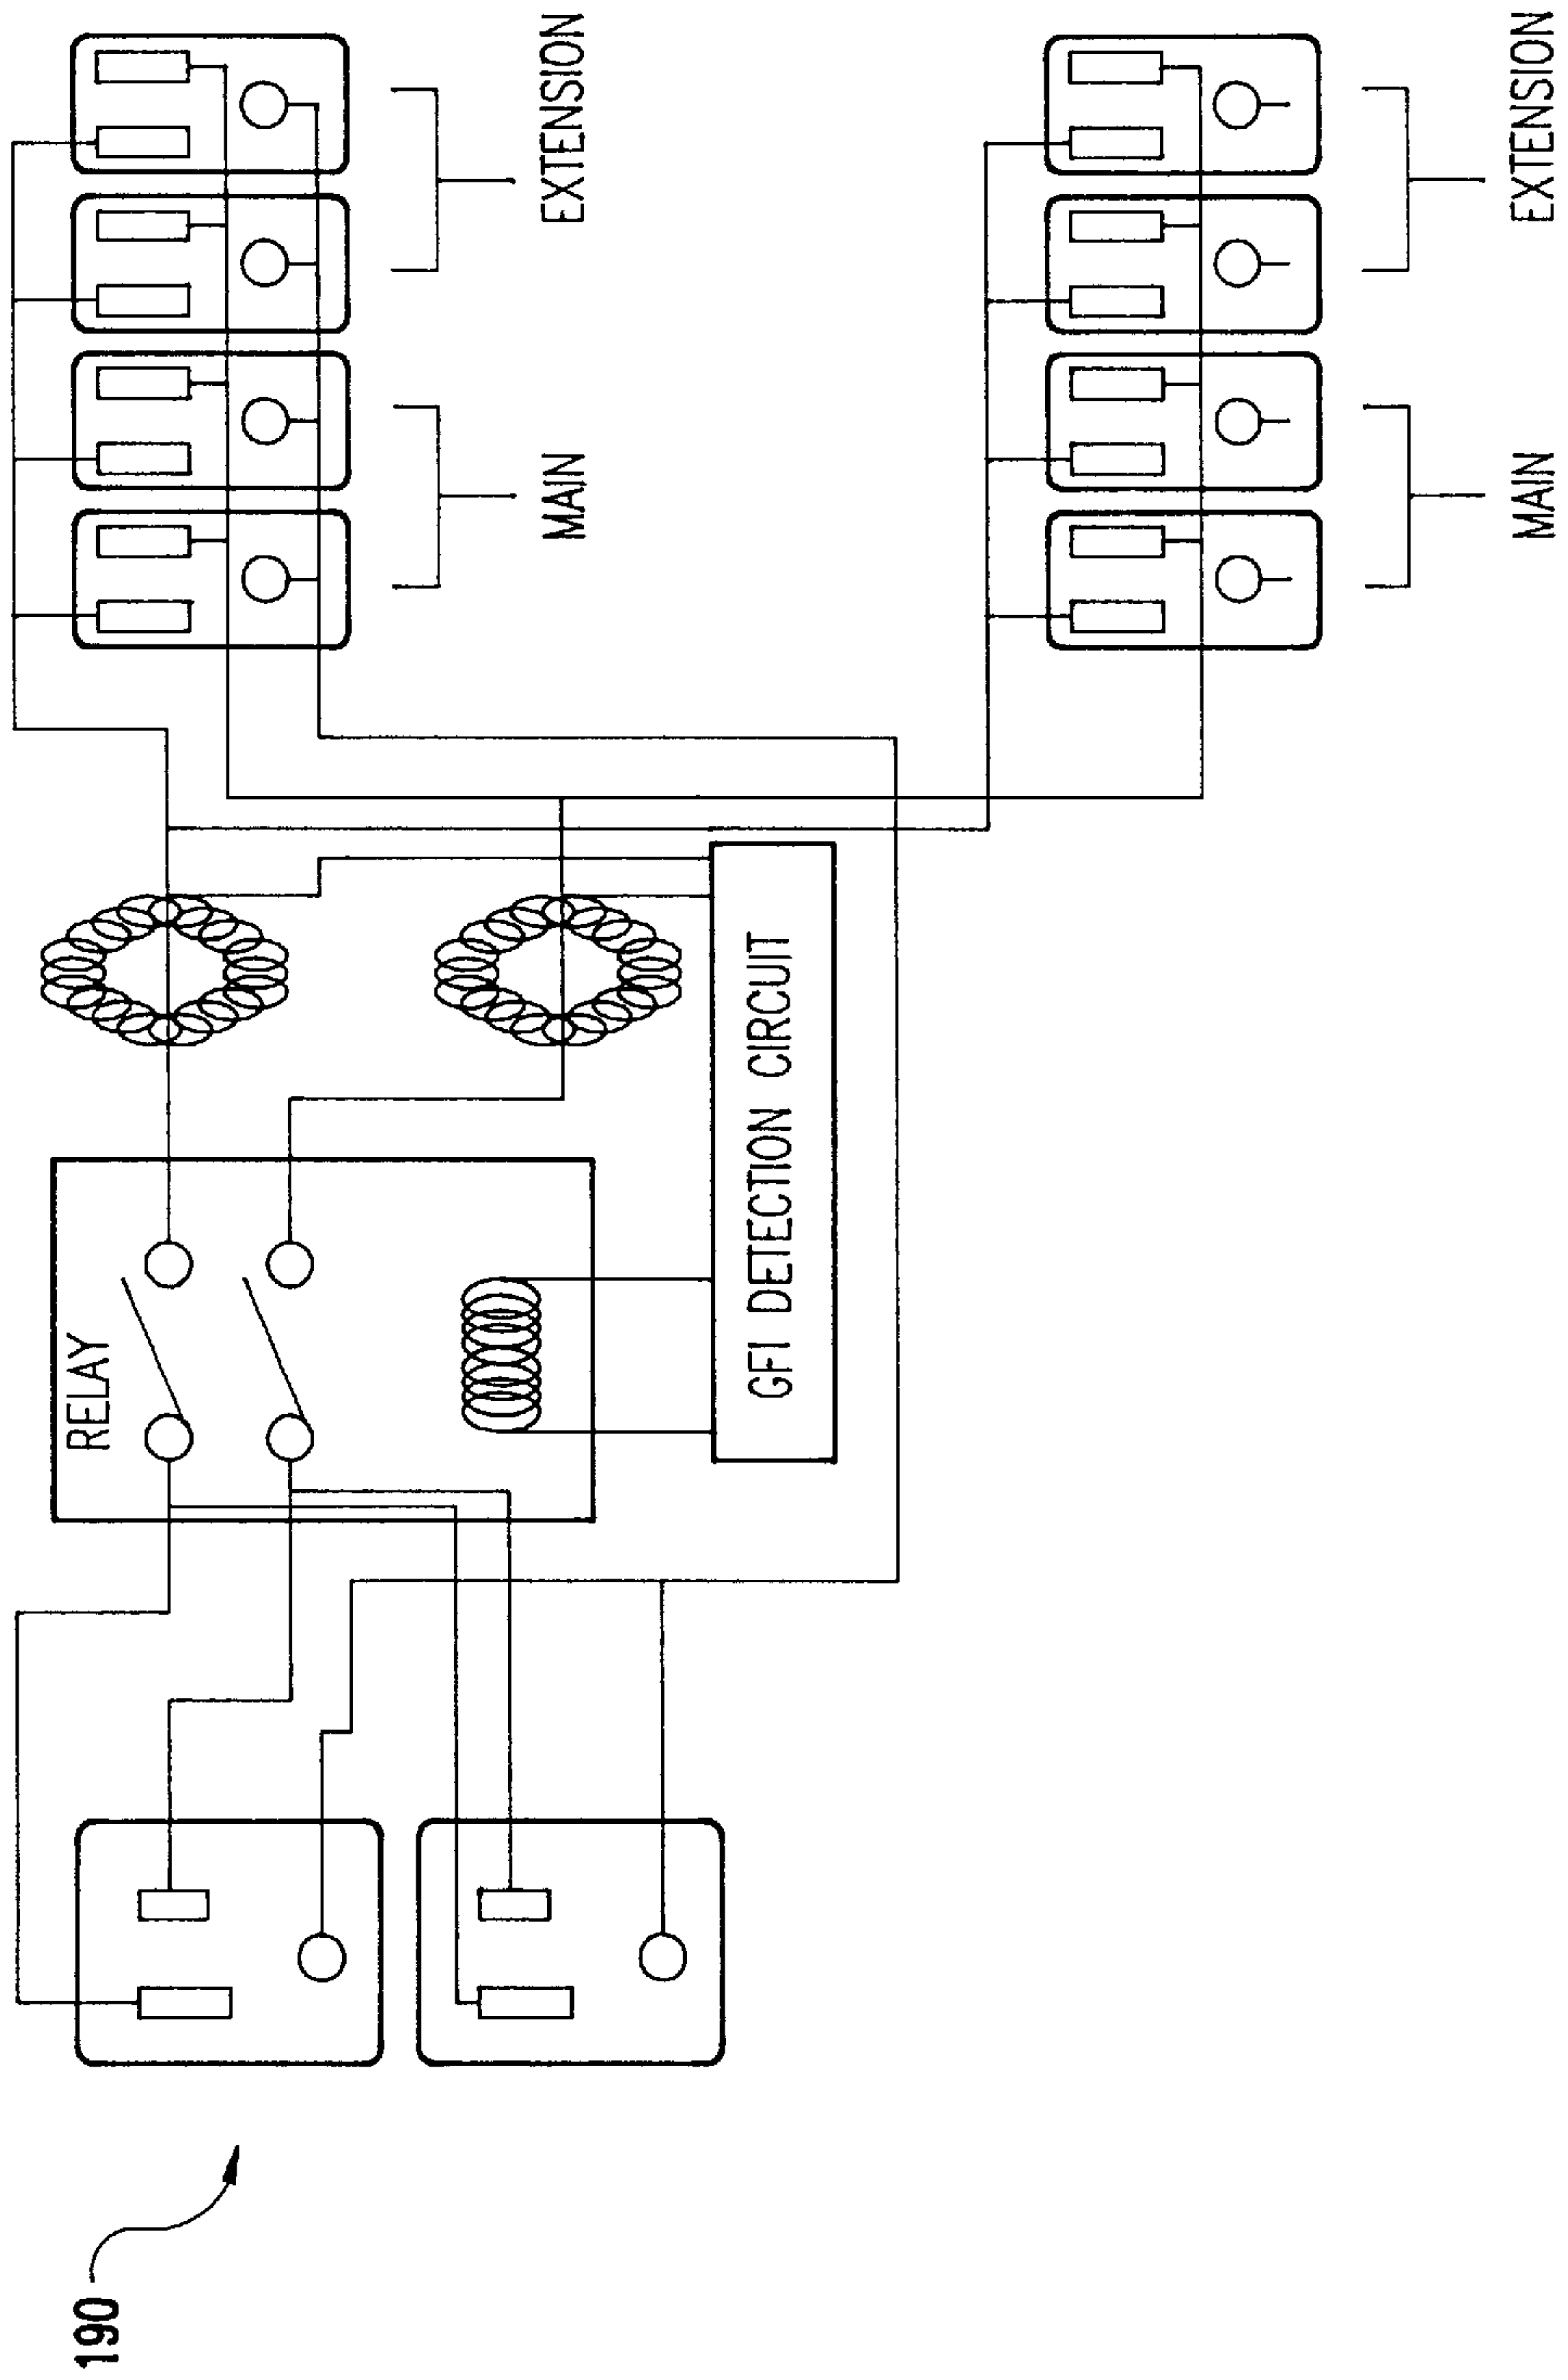 190
RELAY
GFI DETECTION CIRCUIT
MAIN
EXTENSION
MAIN
EXTENSION